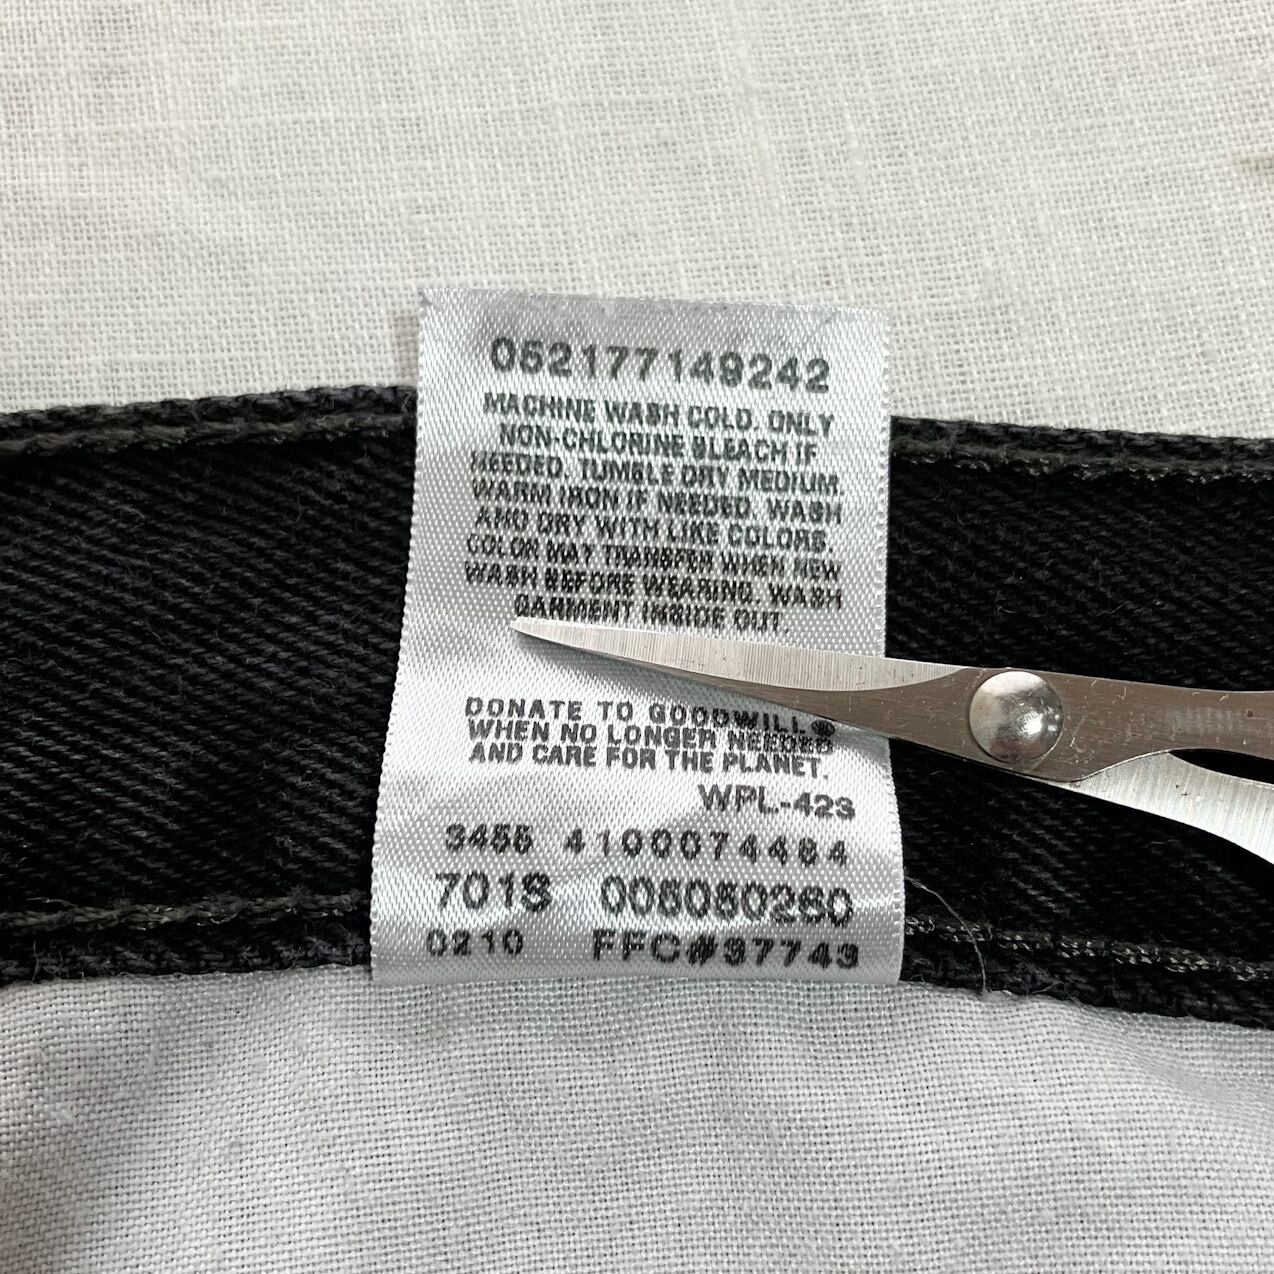 052177149242
MACHINE WASH COLD. ONLY
NON-CHLORINE BLEACH IF
NEEDED. TUMBLE DRY MEDIUM.
WARM IRON IF NEEDED. WASH
AND DRY WITH LIKE COLORS.
COLOR MAY TRANSFER WHEN NEW
WASH BEFORE WEARING. WASH
GARMENT INSIDE OUT.
DONATE TO GOODWILL®
WHEN NO LONGER NEEDED
AND CARE FOR THE PLANET.
WPL-423
3455 4100074484
701S 005050260
0210 FFC#37743